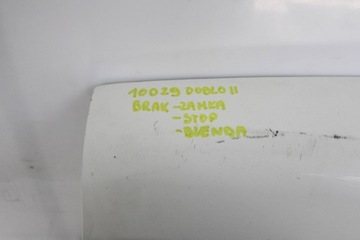 10029 DOBLO II
BRAK - ZAMKA
- STOP
- BLENDA